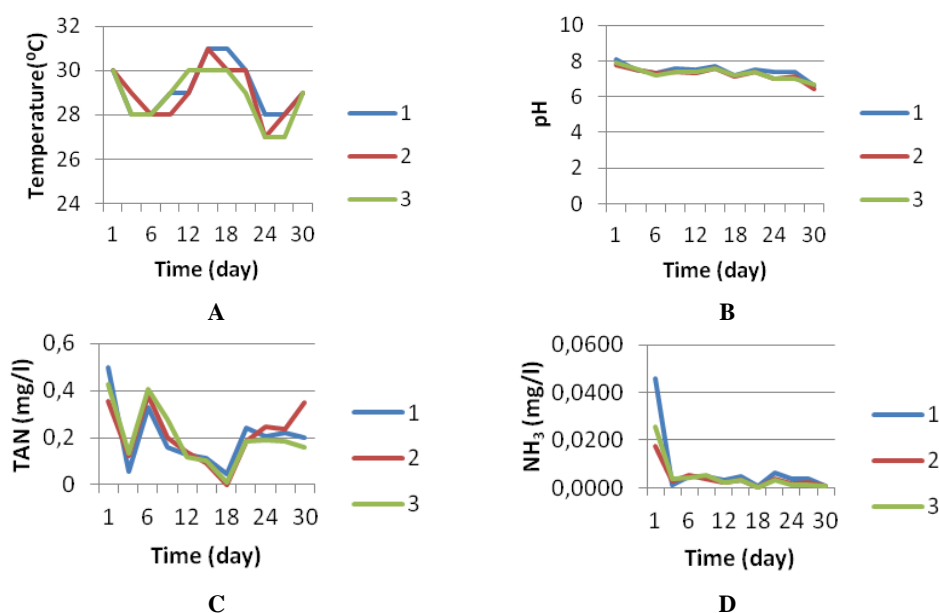 Temperature(⁰C)
32
30
28
26
24
1 6 12 18 24 30
Time (day)
1
2
3
A
pH
10
8
6
4
2
0
1 6 12 18 24 30
Time (day)
1
2
3
B
TAN (mg/l)
0,6
0,4
0,2
0
1 6 12 18 24 30
Time (day)
1
2
3
C
NH₃ (mg/l)
0,0600
0,0400
0,0200
0,0000
1 6 12 18 24 30
Time (day)
1
2
3
D